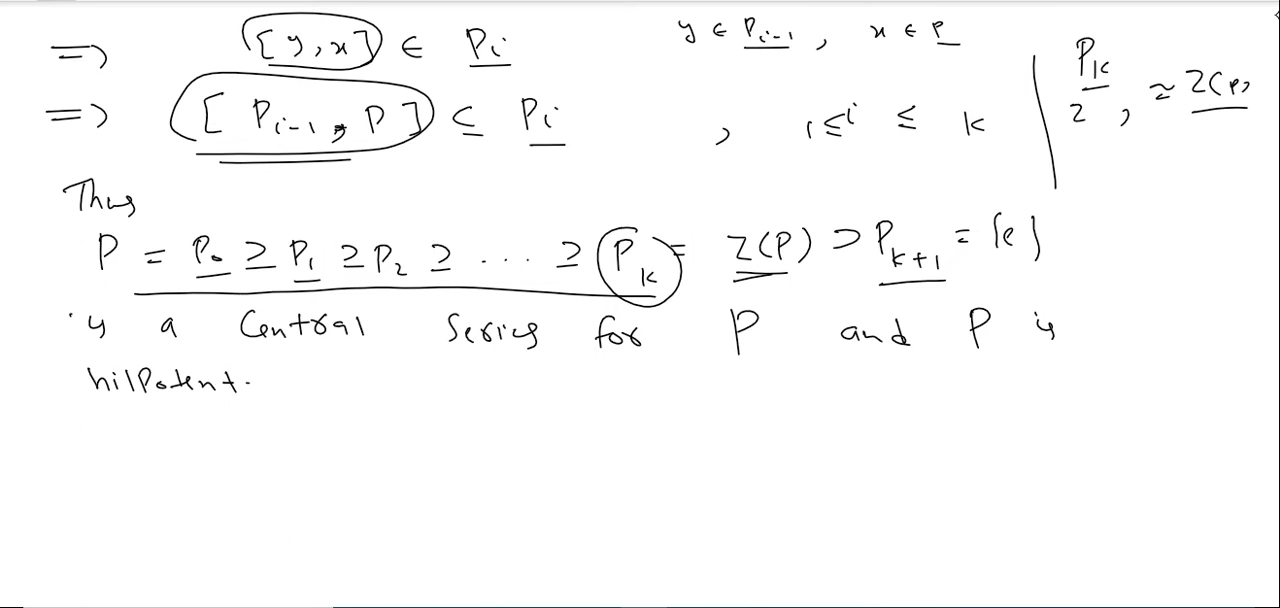 => [y, x] ∈ Pi y ∈ Pi-1, x ∈ P
=> [Pi-1, P] ⊆ Pi , 1 ≤ i ≤ k | Pk/2, ≈ Z(P)
Thus
P = P0 ≥ P1 ≥ P2 ≥ ... ≥ Pk = Z(P) ⊃ Pk+1 = {e}
is a Central Series for P and P is
nilPotent.